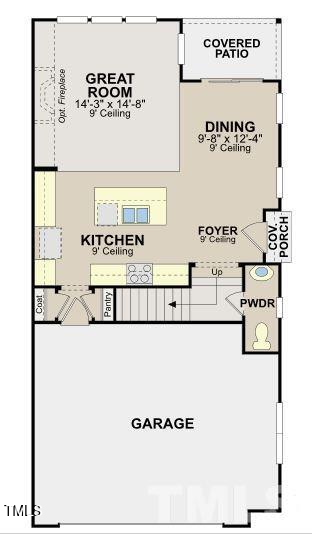 COVERED
PATIO
GREAT
ROOM
14'-3" x 14'-8"
9' Ceiling
Opt. Fireplace
DINING
9'-8" x 12'-4"
9' Ceiling
FOYER
9' Ceiling
COV.
PORCH
KITCHEN
9' Ceiling
Up
Coat
Pantry
PWDR
GARAGE
TMLS
TMLS